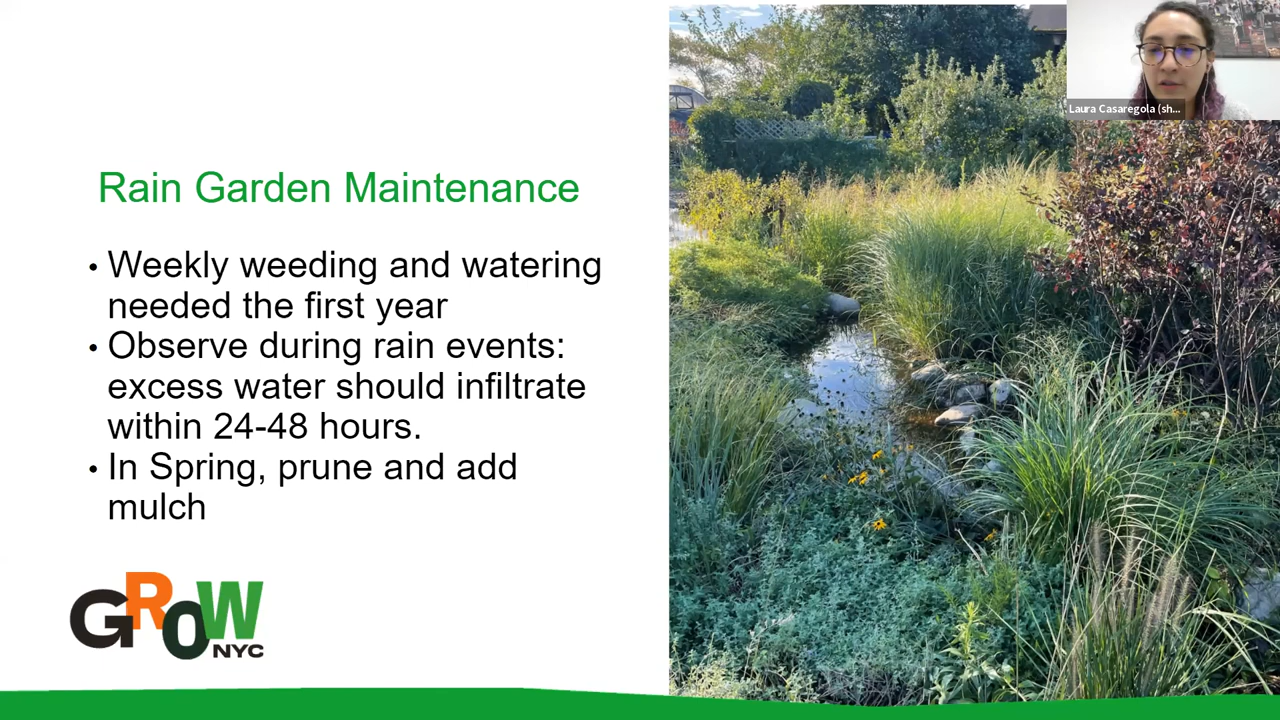 Laura Casaregola (sh...
Rain Garden Maintenance
• Weekly weeding and watering
needed the first year
• Observe during rain events:
excess water should infiltrate
within 24-48 hours.
• In Spring, prune and add
mulch
GROW
NYC